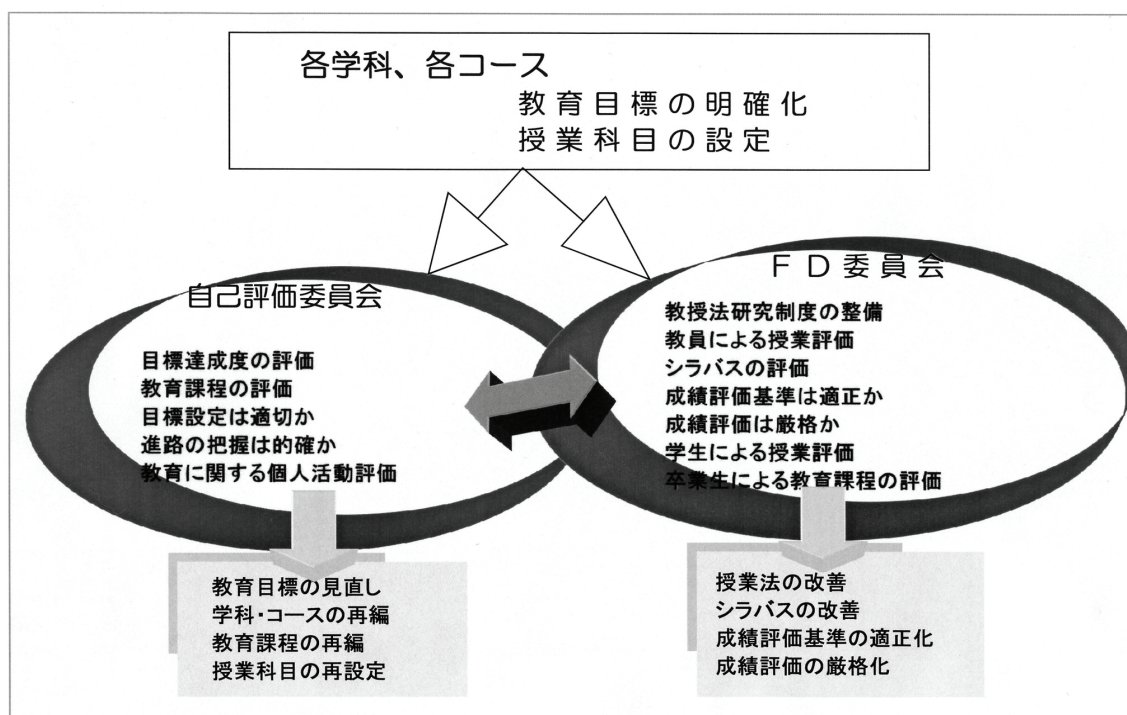 各学科、各コース
教育目標の明確化
授業科目の設定
自己評価委員会
目標達成度の評価
教育課程の評価
目標設定は適切か
進路の把握は的確か
教育に関する個人活動評価
教育目標の見直し
学科・コースの再編
教育課程の再編
授業科目の再設定
ＦＤ委員会
教授法研究制度の整備
教員による授業評価
シラバスの評価
成績評価基準は適正か
成績評価は厳格か
学生による授業評価
卒業生による教育課程の評価
授業法の改善
シラバスの改善
成績評価基準の適正化
成績評価の厳格化